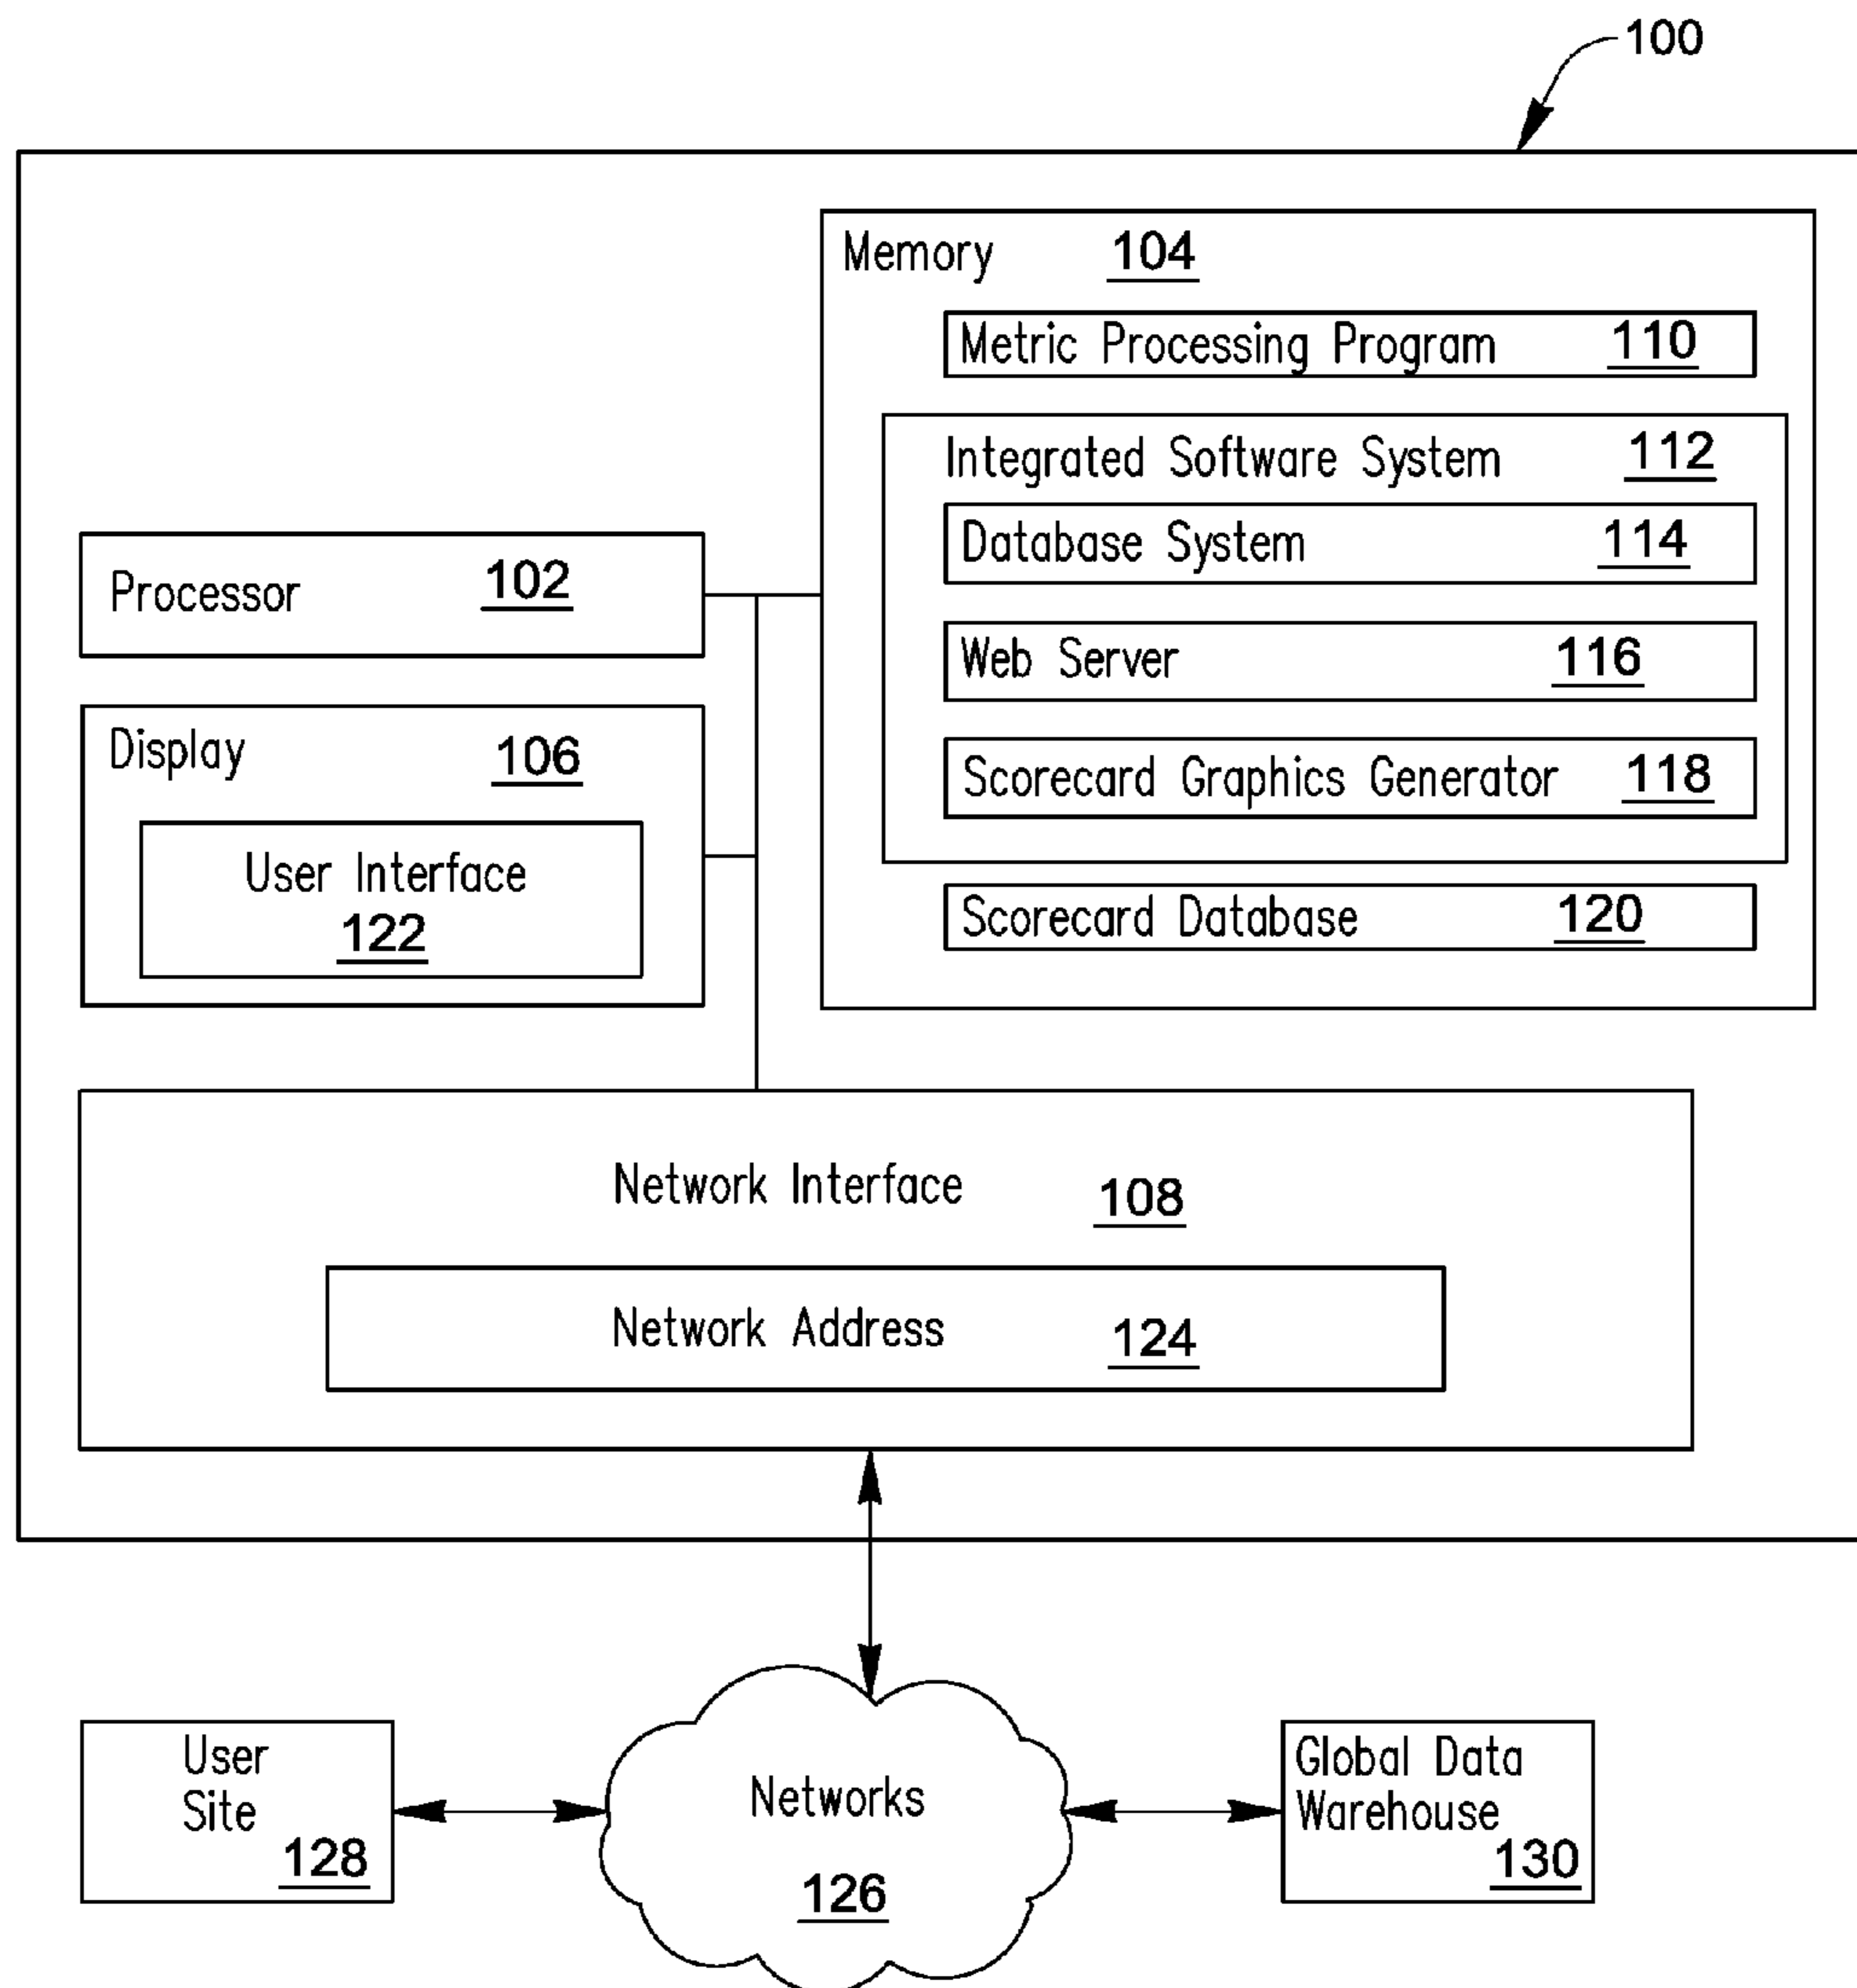 100
Memory 104
Metric Processing Program 110
Integrated Software System 112
Database System 114
Web Server 116
Scorecard Graphics Generator 118
Scorecard Database 120
Processor 102
Display 106
User Interface
122
Network Interface 108
Network Address 124
User
Site
128
Networks
126
Global Data
Warehouse
130